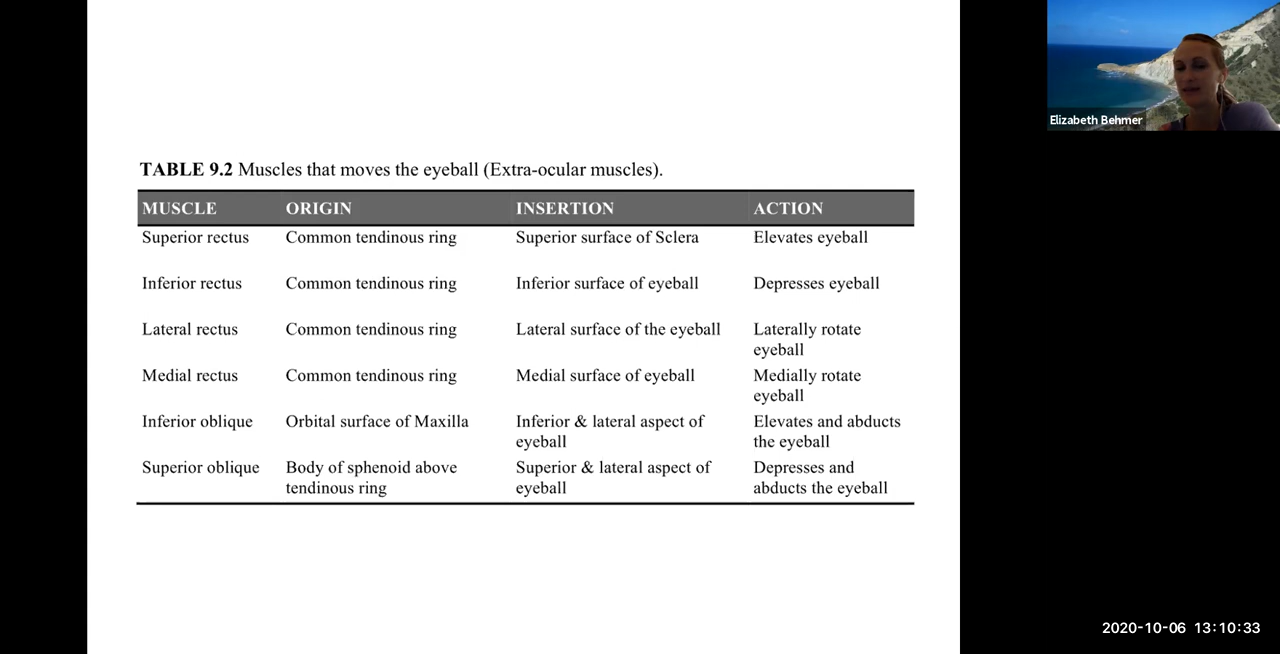 Elizabeth Behmer
TABLE 9.2 Muscles that moves the eyeball (Extra-ocular muscles).
MUSCLE ORIGIN INSERTION ACTION
Superior rectus Common tendinous ring Superior surface of Sclera Elevates eyeball
Inferior rectus Common tendinous ring Inferior surface of eyeball Depresses eyeball
Lateral rectus Common tendinous ring Lateral surface of the eyeball Laterally rotate
eyeball
Medial rectus Common tendinous ring Medial surface of eyeball Medially rotate
eyeball
Inferior oblique Orbital surface of Maxilla Inferior & lateral aspect of Elevates and abducts
eyeball the eyeball
Superior oblique Body of sphenoid above Superior & lateral aspect of Depresses and
tendinous ring eyeball abducts the eyeball
2020-10-06 13:10:33